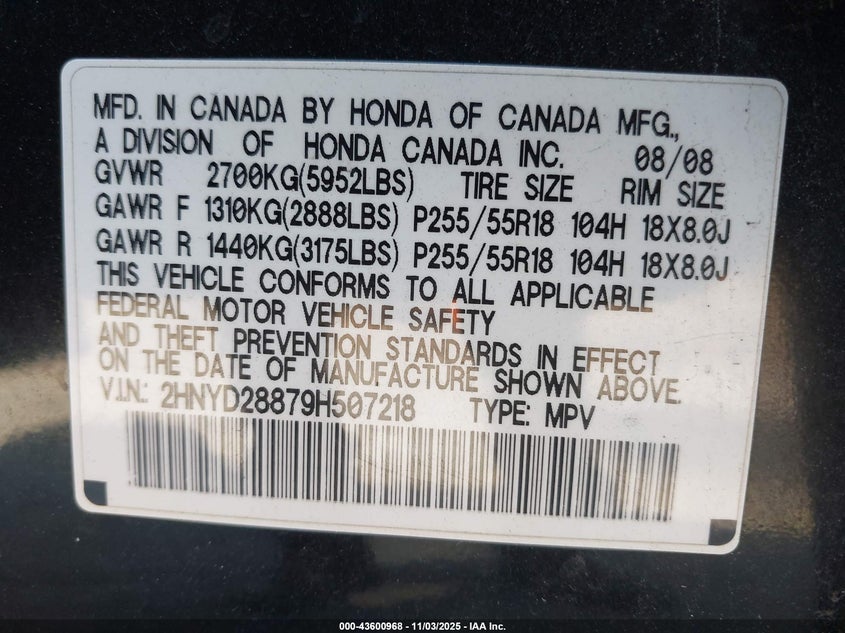 MFD. IN CANADA BY HONDA OF CANADA MFG.,
A DIVISION OF HONDA CANADA INC. 08/08
GVWR 2700KG(5952LBS) TIRE SIZE RIM SIZE
GAWR F 1310KG(2888LBS) P255/55R18 104H 18X8.0J
GAWR R 1440KG(3175LBS) P255/55R18 104H 18X8.0J
THIS VEHICLE CONFORMS TO ALL APPLICABLE
FEDERAL MOTOR VEHICLE SAFETY
AND THEFT PREVENTION STANDARDS IN EFFECT
ON THE DATE OF MANUFACTURE SHOWN ABOVE.
V.I.N.: 2HNYD28879H507218 TYPE: MPV
000-43600968 - 11/03/2025 - IAA Inc.